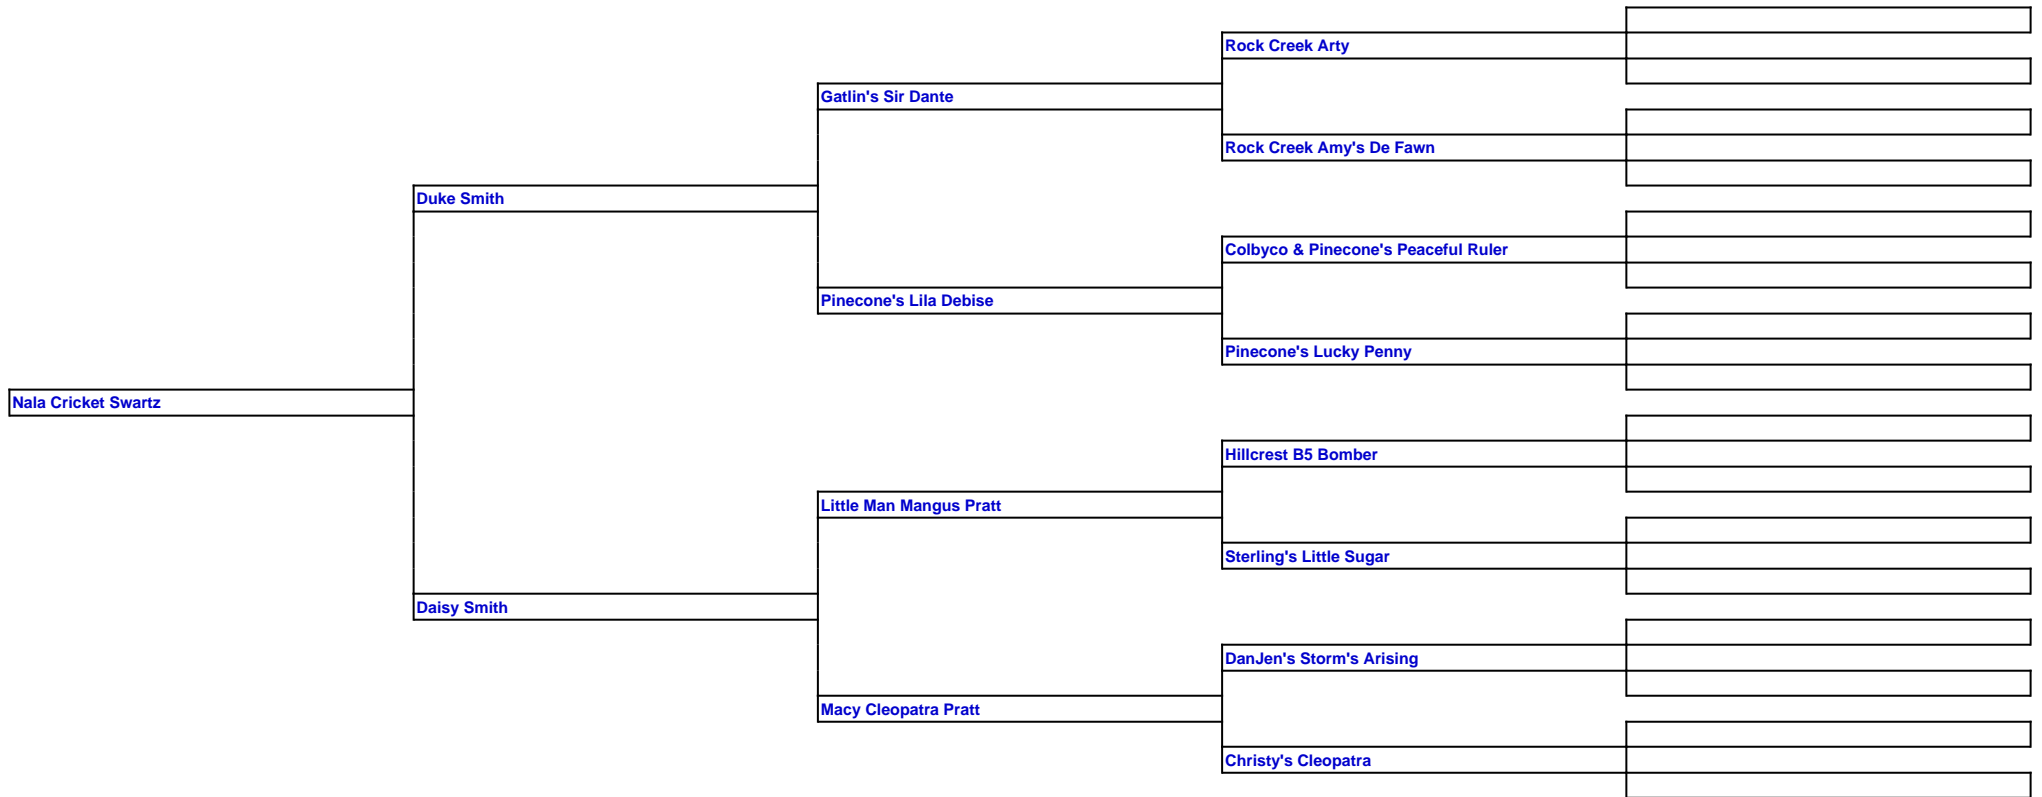 Rock Creek Arty
Gatlin's Sir Dante
Rock Creek Amy's De Fawn
Duke Smith
Colbyco & Pinecone's Peaceful Ruler
Pinecone's Lila Debise
Pinecone's Lucky Penny
Nala Cricket Swartz
Hillcrest B5 Bomber
Little Man Mangus Pratt
Sterling's Little Sugar
Daisy Smith
DanJen's Storm's Arising
Macy Cleopatra Pratt
Christy's Cleopatra